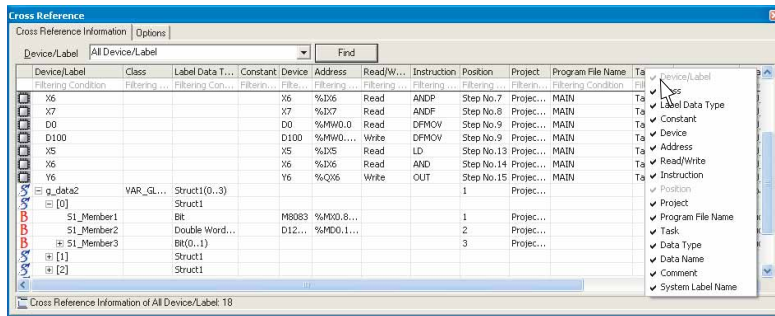 Cross Reference
Cross Reference Information Options
Device/Label All Device/Label Find
Device/Label Class Label Data T... Constant Device Address Read/W... Instruction Position Project Program File Name
Filtering Condition Filtering ... Filtering Con... Filterin... Filte... Filtering ... Filtering ... Filtering ... Filtering ... Filterin... Filtering Condition
X6 X6 %IX6 Read ANDP Step No.7 Projec... MAIN
X7 X7 %IX7 Read ANDF Step No.8 Projec... MAIN
D0 D0 %MW0.0 Read DFMOV Step No.9 Projec... MAIN
D100 D100 %MW0.... Write DFMOV Step No.9 Projec... MAIN
X5 X5 %IX5 Read LD Step No.13 Projec... MAIN
X6 X6 %IX6 Read AND Step No.14 Projec... MAIN
Y6 Y6 %QX6 Write OUT Step No.15 Projec... MAIN
g_data2 VAR_GL... Struct1(0..3) 1 Projec...
[0] Struct1
S1_Member1 Bit M8083 %MX0.8... 1 Projec...
S1_Member2 Double Word... D12... %MD0.1... 2 Projec...
S1_Member3 Bit(0..1) 3 Projec...
[1] Struct1
[2] Struct1
Device/Label
Label Data Type
Constant
Device
Address
Read/Write
Instruction
Position
Project
Program File Name
Task
Data Type
Data Name
Comment
System Label Name
Cross Reference Information of All Device/Label: 18